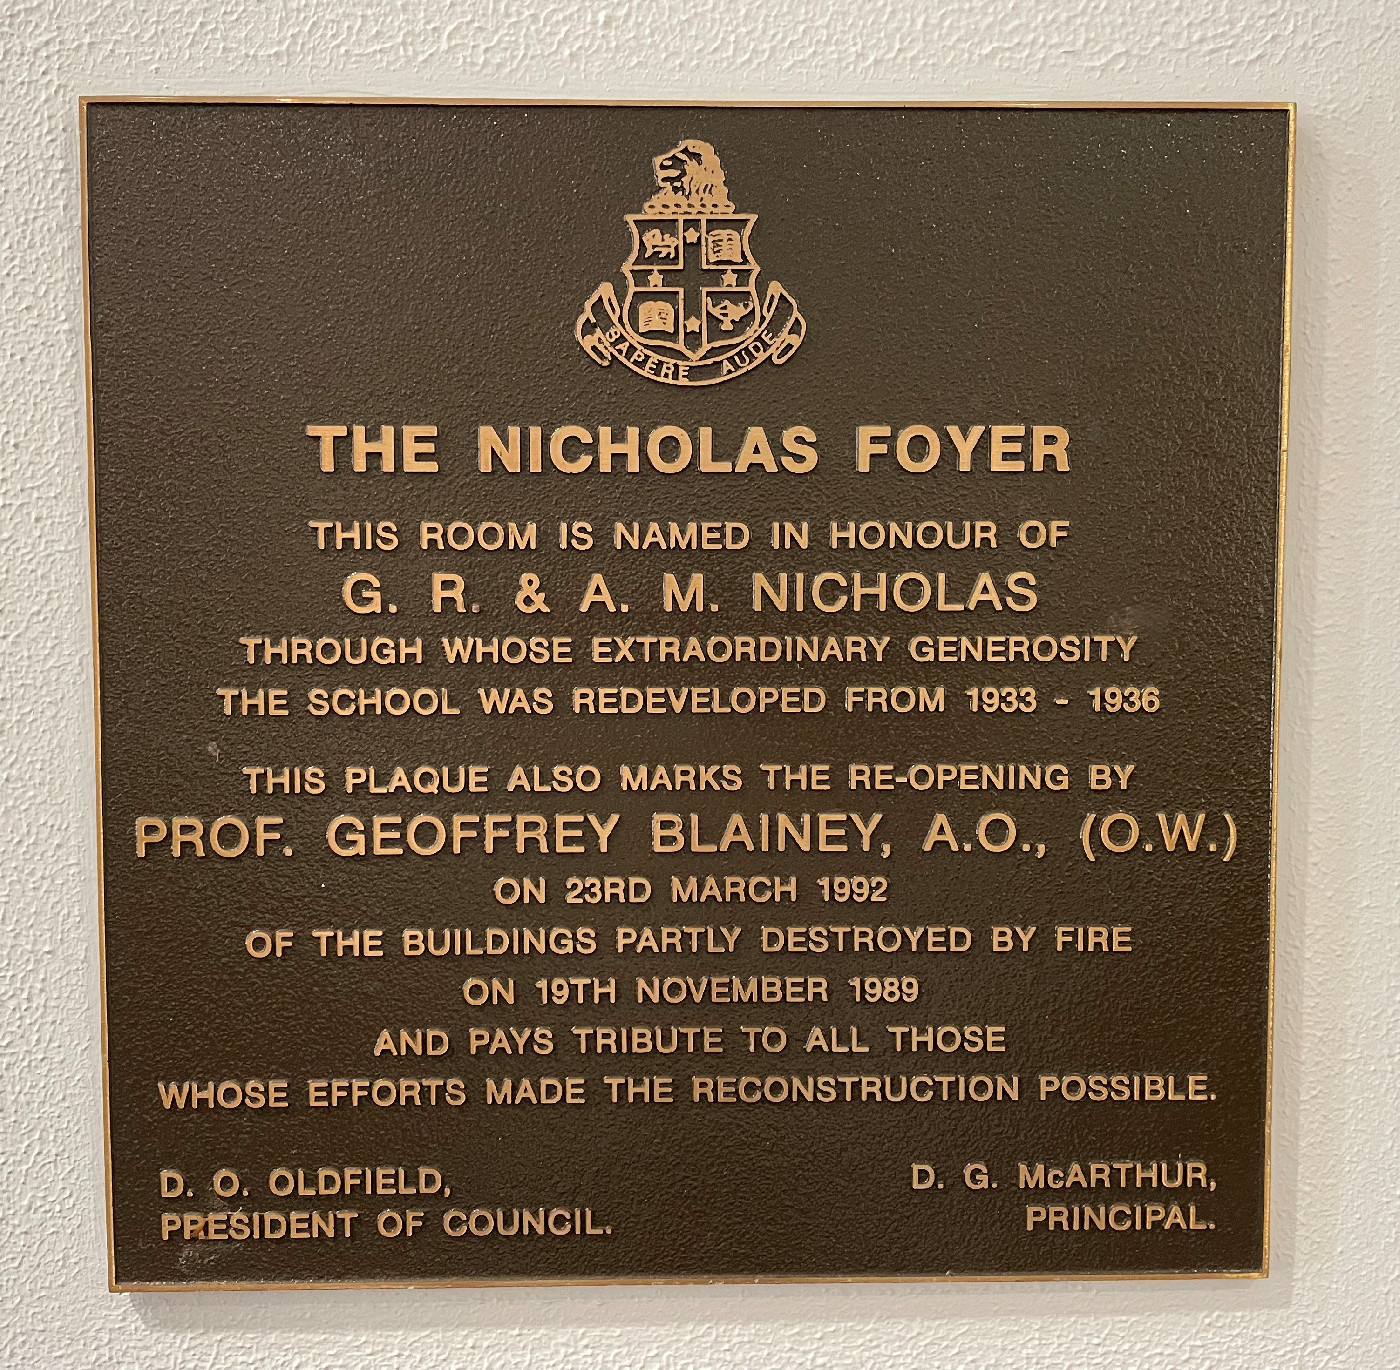 SAPERE AUDE
THE NICHOLAS FOYER
THIS ROOM IS NAMED IN HONOUR OF
G. R. & A. M. NICHOLAS
THROUGH WHOSE EXTRAORDINARY GENEROSITY
THE SCHOOL WAS REDEVELOPED FROM 1933 - 1936
THIS PLAQUE ALSO MARKS THE RE-OPENING BY
PROF. GEOFFREY BLAINEY, A.O., (O.W.)
ON 23RD MARCH 1992
OF THE BUILDINGS PARTLY DESTROYED BY FIRE
ON 19TH NOVEMBER 1989
AND PAYS TRIBUTE TO ALL THOSE
WHOSE EFFORTS MADE THE RECONSTRUCTION POSSIBLE.
D. O. OLDFIELD,
PRESIDENT OF COUNCIL.
D. G. McARTHUR,
PRINCIPAL.